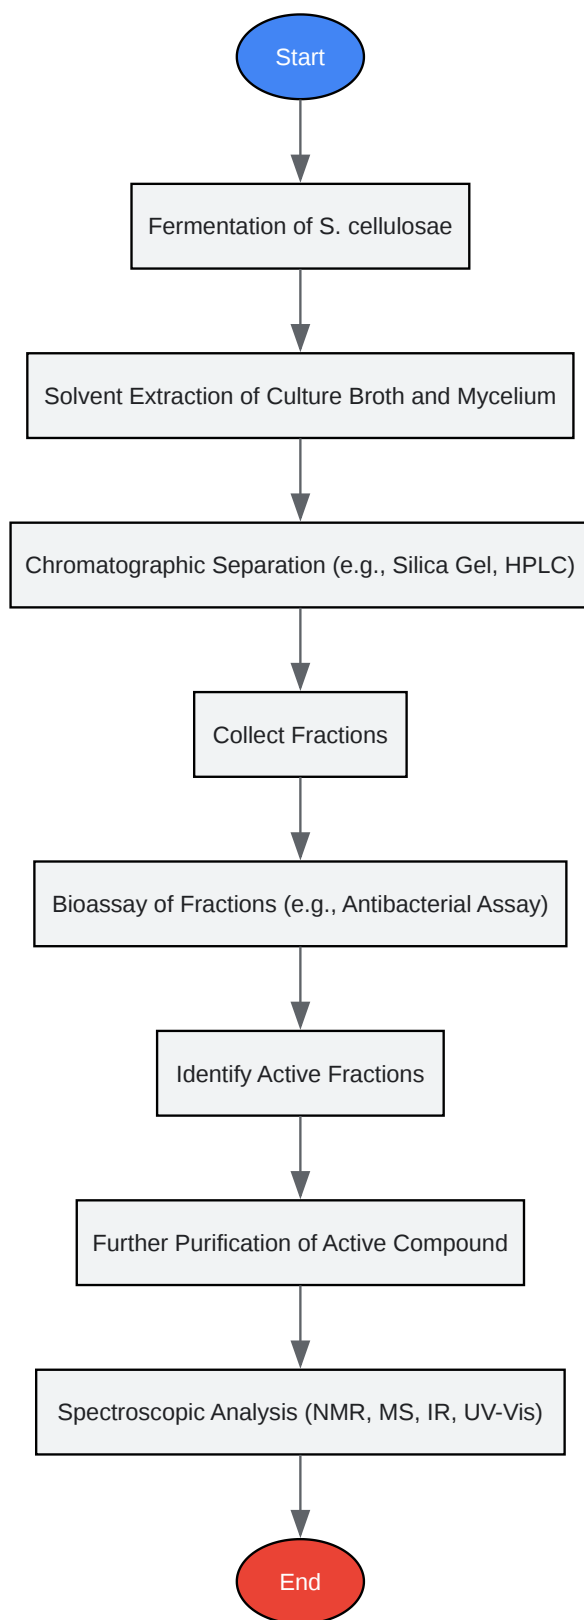 Start
Fermentation of S. cellulosae
Solvent Extraction of Culture Broth and Mycelium
Chromatographic Separation (e.g., Silica Gel, HPLC)
Collect Fractions
Bioassay of Fractions (e.g., Antibacterial Assay)
Identify Active Fractions
Further Purification of Active Compound
Spectroscopic Analysis (NMR, MS, IR, UV-Vis)
End